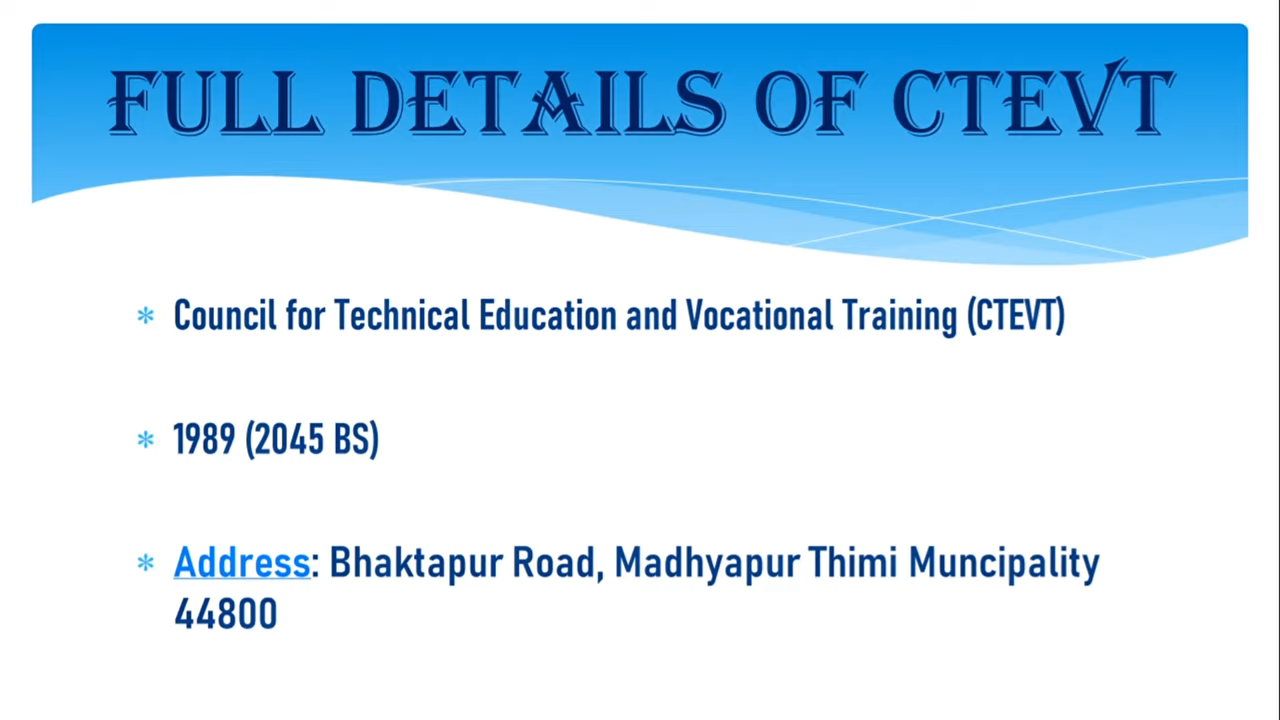 FULL DETAILS OF CTEVT
* Council for Technical Education and Vocational Training (CTEVT)
* 1989 (2045 BS)
* Address: Bhaktapur Road, Madhyapur Thimi Muncipality
44800